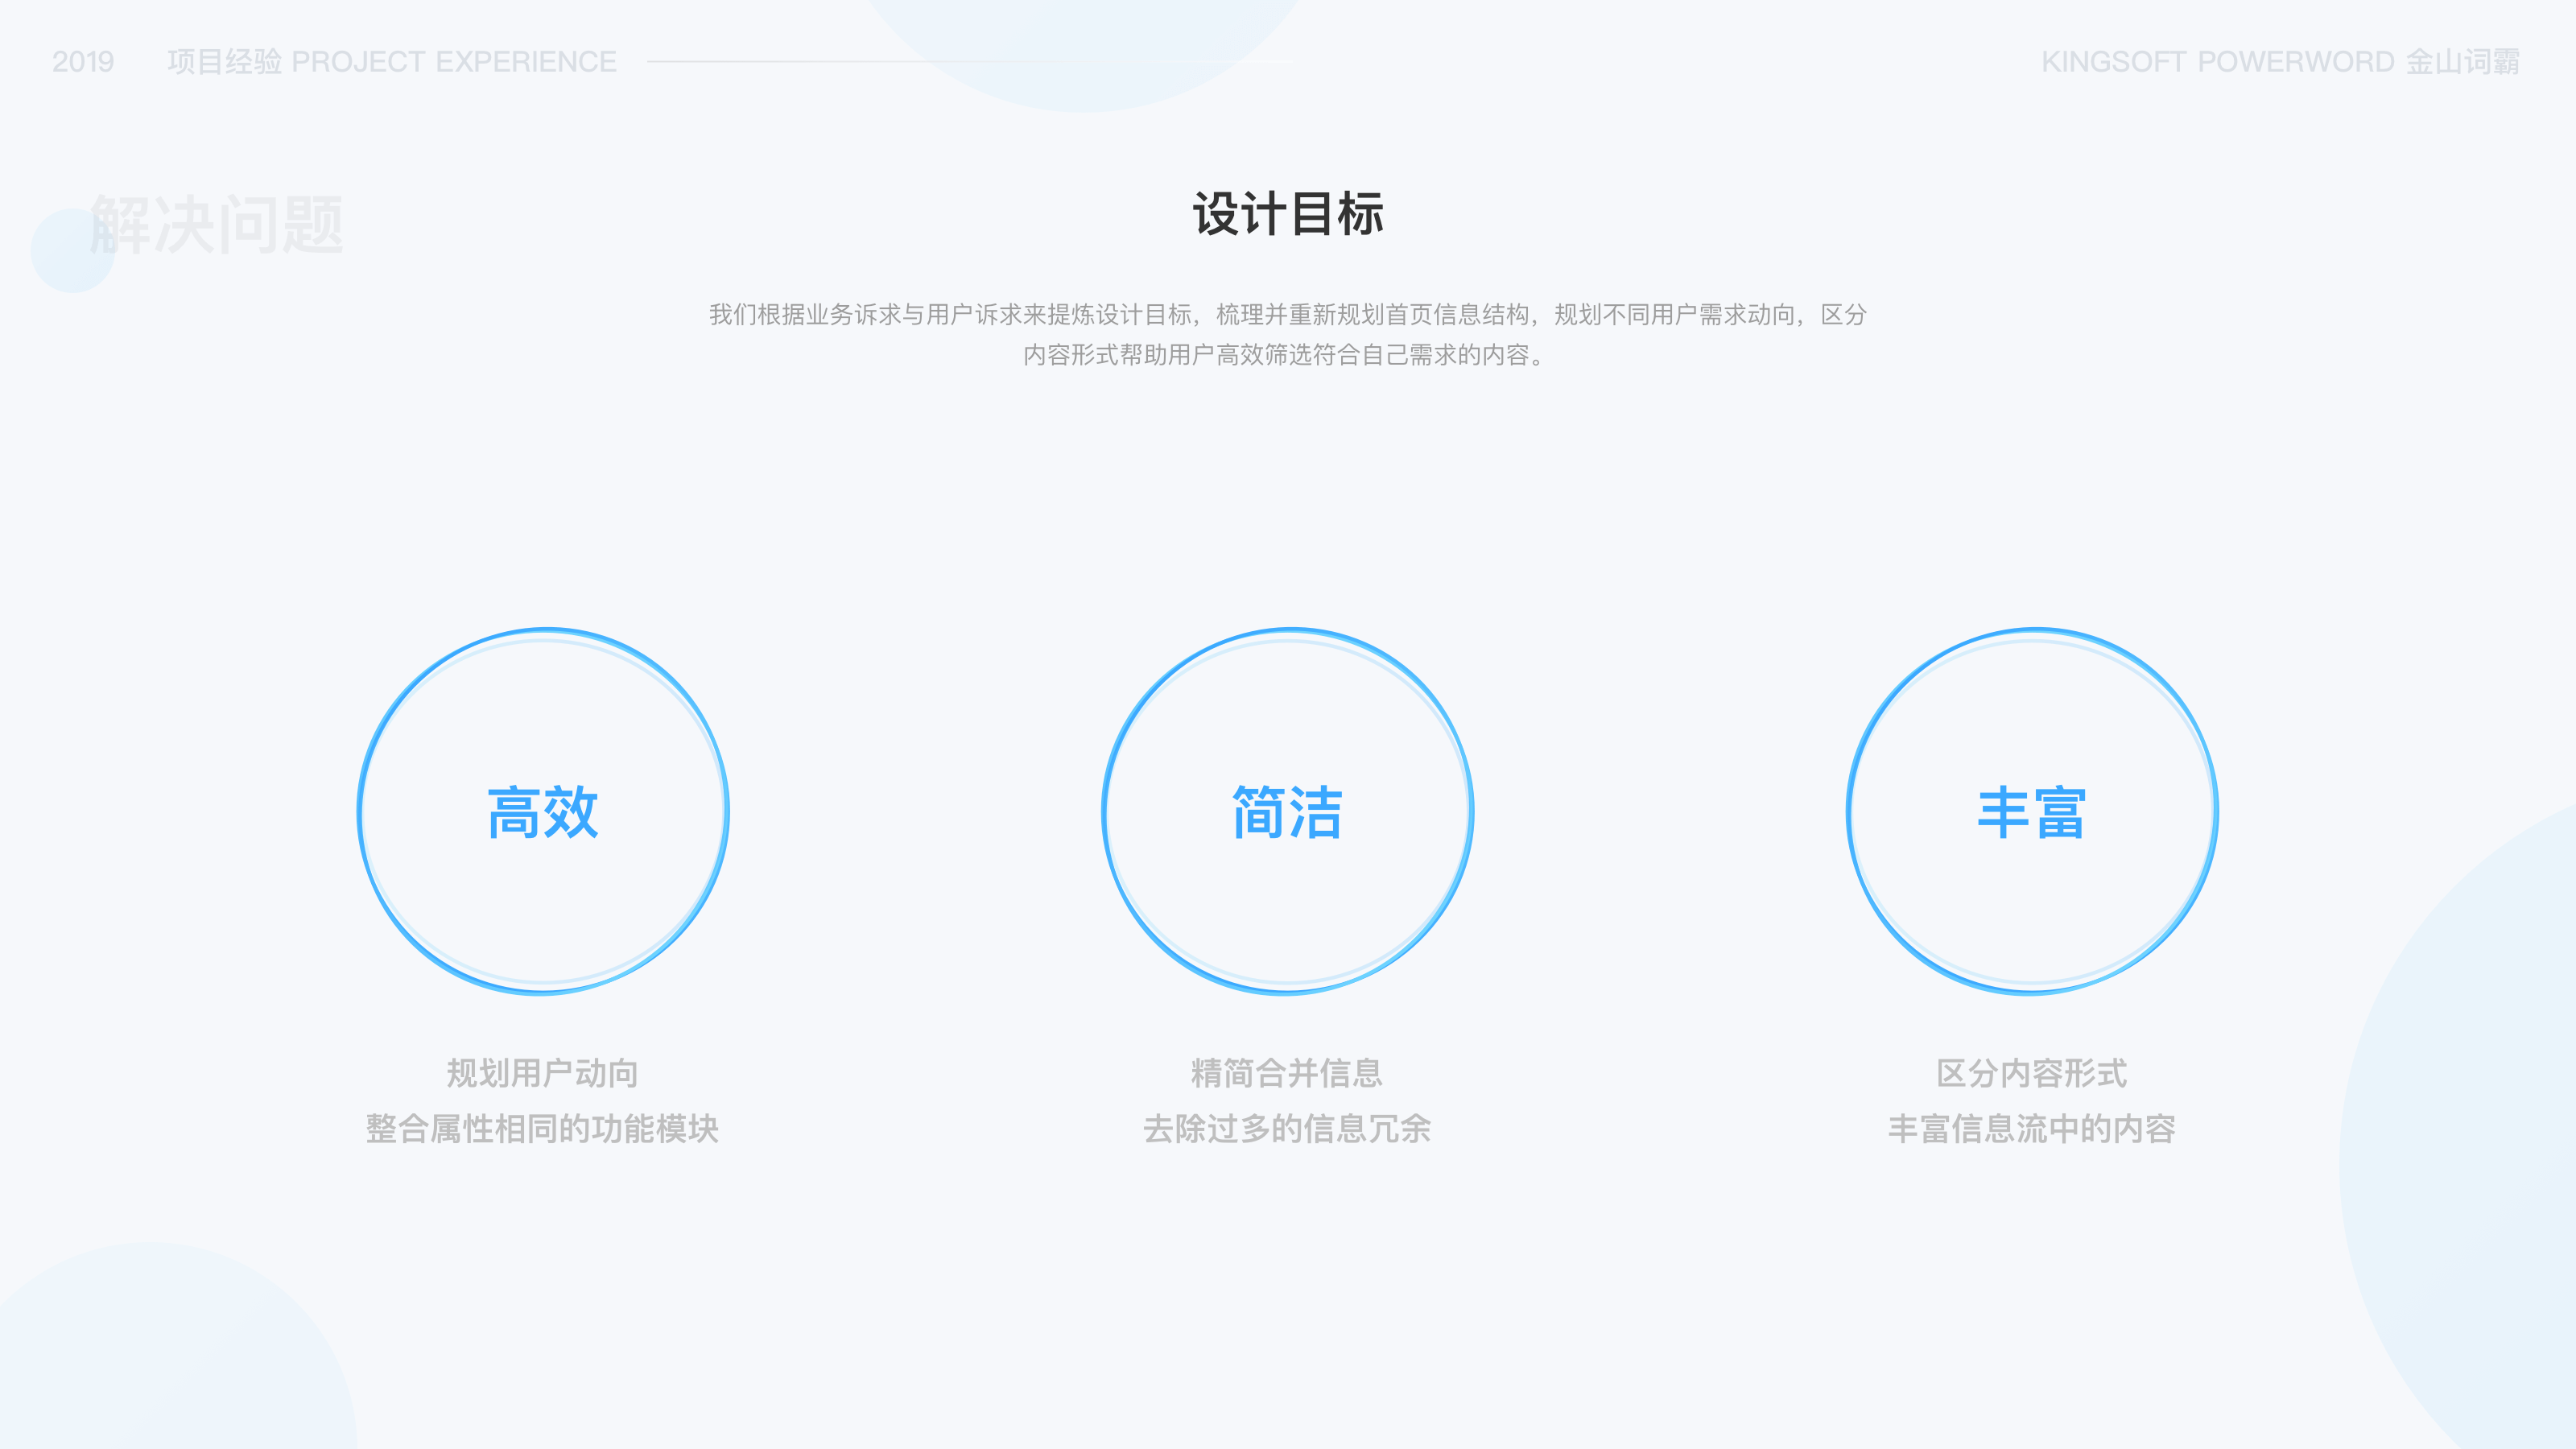 2019 项目经验 PROJECT EXPERIENCE
KINGSOFT POWERWORD 金山词霸
解决问题
设计目标
我们根据业务诉求与用户诉求来提炼设计目标，梳理并重新规划首页信息结构，规划不同用户需求动向，区分
内容形式帮助用户高效筛选符合自己需求的内容。
高效
简洁
丰富
规划用户动向
整合属性相同的功能模块
精简合并信息
去除过多的信息冗余
区分内容形式
丰富信息流中的内容